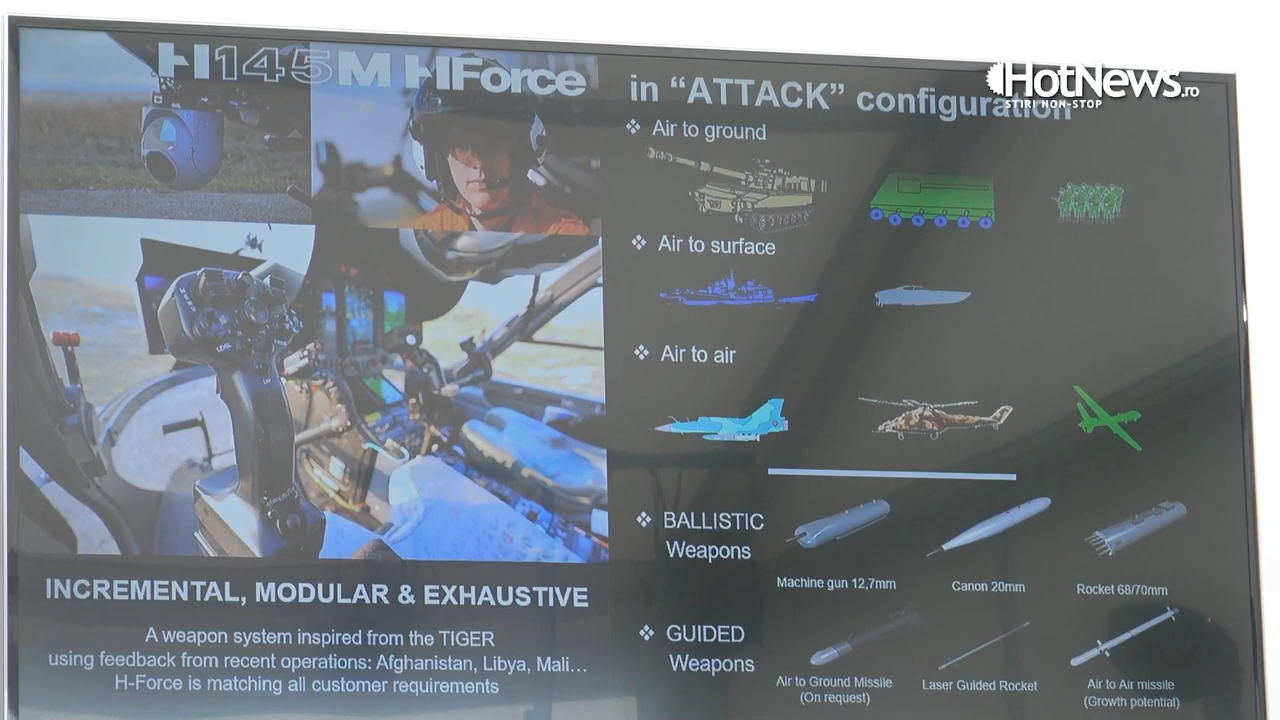 H145M HForce
in “ATTACK” configuration
HotNews.ro
STIRI NON-STOP
❖ Air to ground
❖ Air to surface
❖ Air to air
❖ BALLISTIC
Weapons
Machine gun 12,7mm
Canon 20mm
Rocket 68/70mm
❖ GUIDED
Weapons
Air to Ground Missile
(On request)
Laser Guided Rocket
Air to Air missile
(Growth potential)
INCREMENTAL, MODULAR & EXHAUSTIVE
A weapon system inspired from the TIGER
using feedback from recent operations: Afghanistan, Libya, Mali…
H-Force is matching all customer requirements